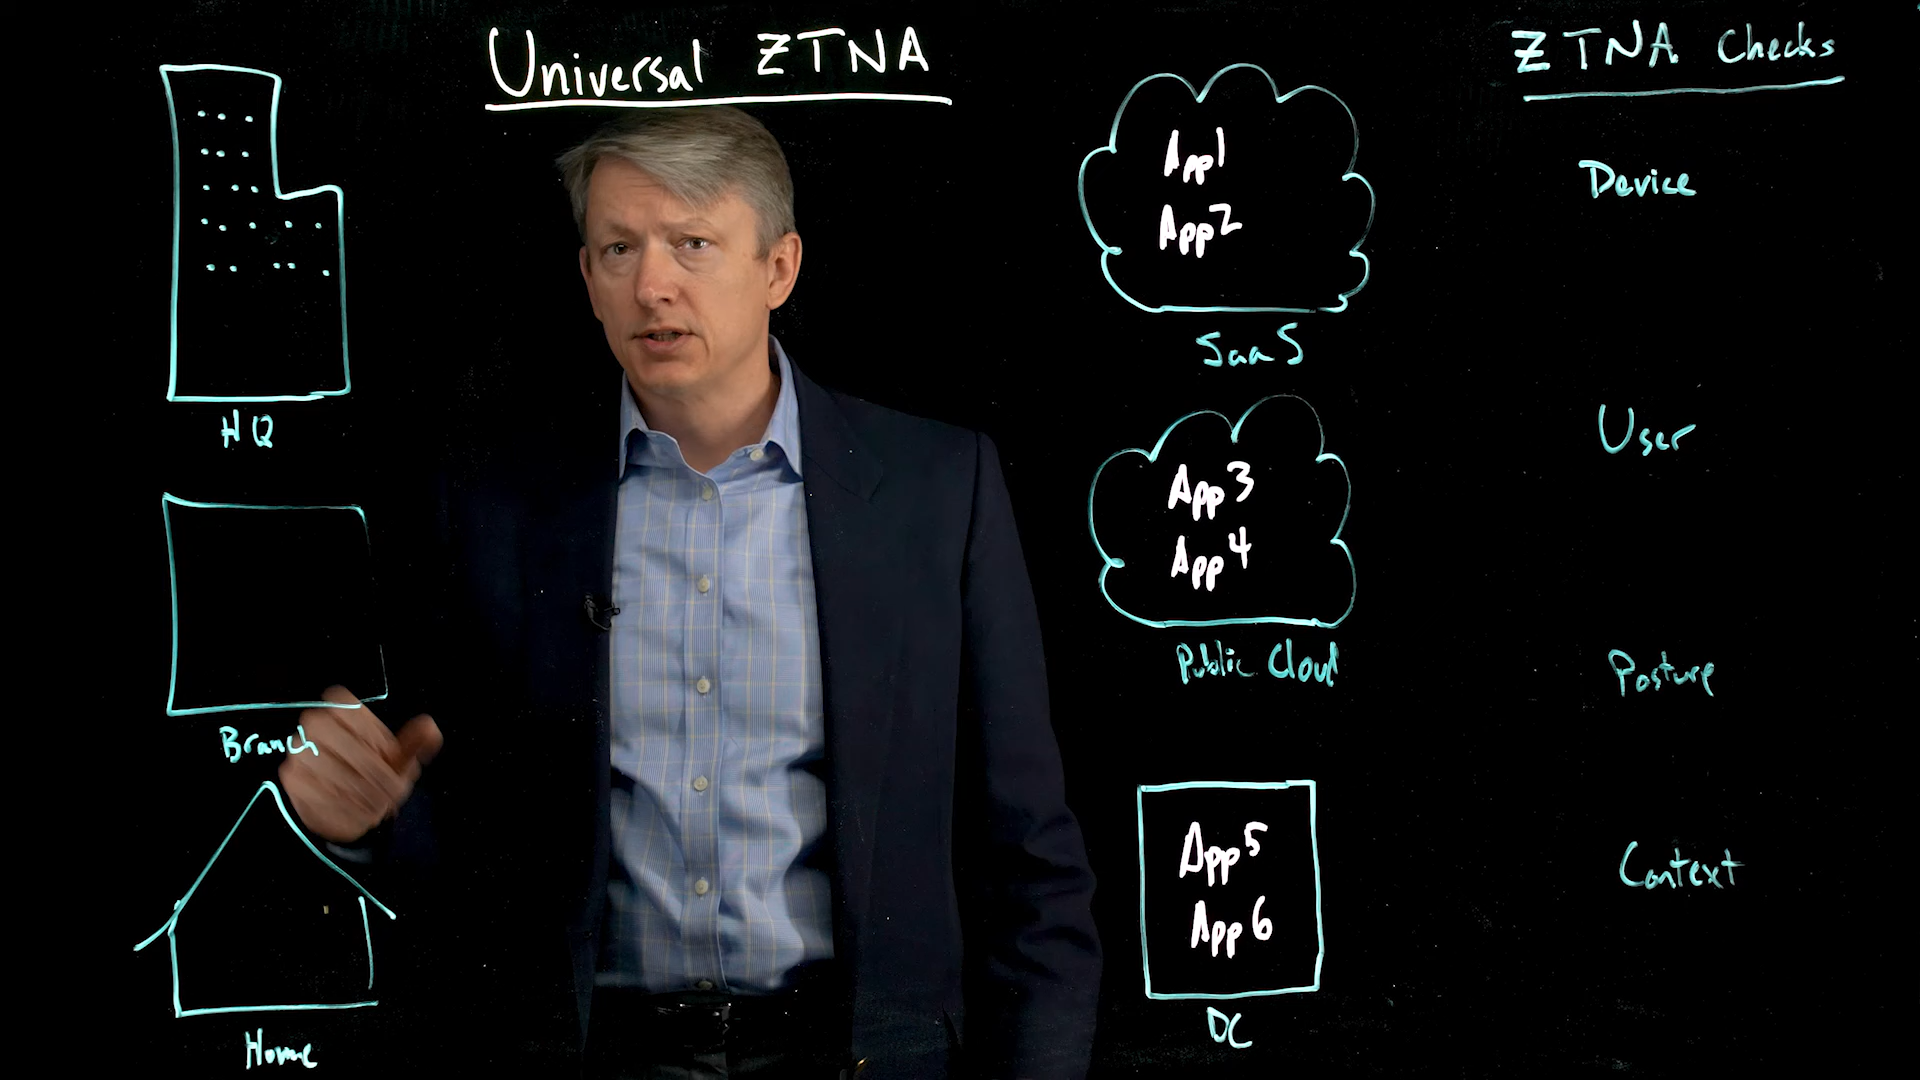 Universal ZTNA
HQ
Branch
Home
App1
App2
SaaS
App3
App4
Public Cloud
App5
App6
DC
ZTNA Checks
Device
User
Posture
Context